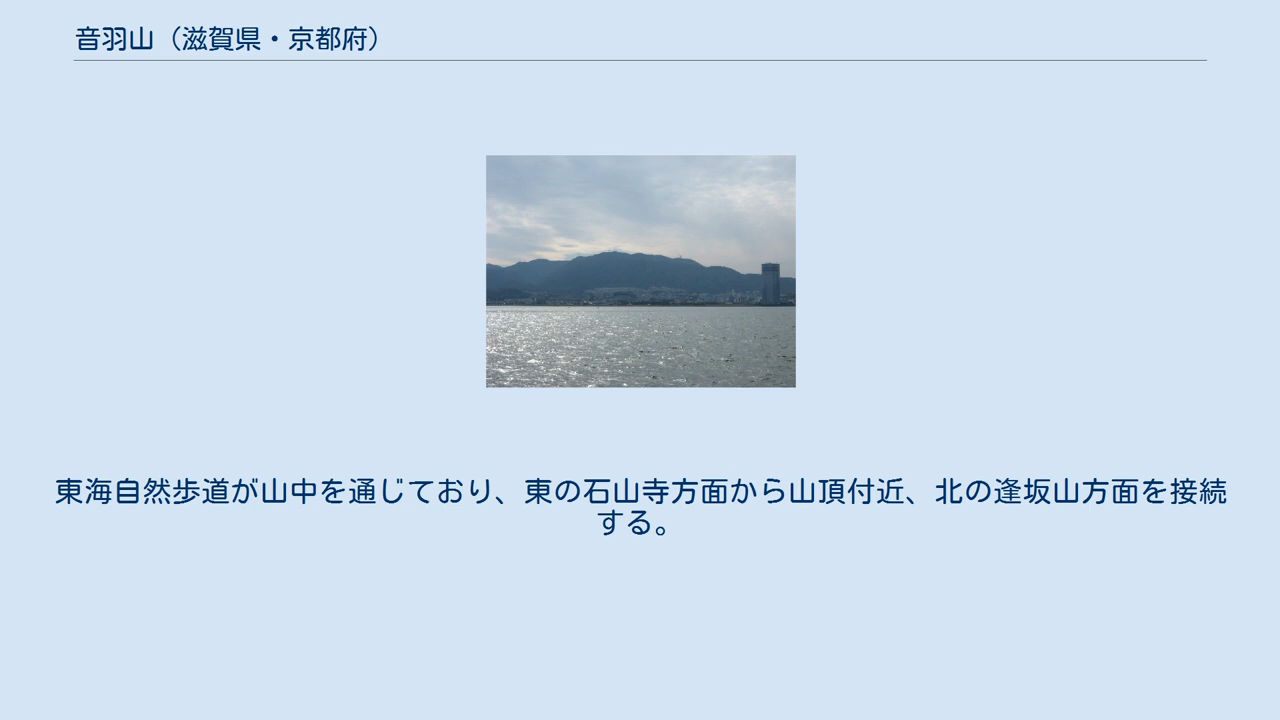 音羽山（滋賀県・京都府）
東海自然歩道が山中を通じており、東の石山寺方面から山頂付近、北の逢坂山方面を接続
する。